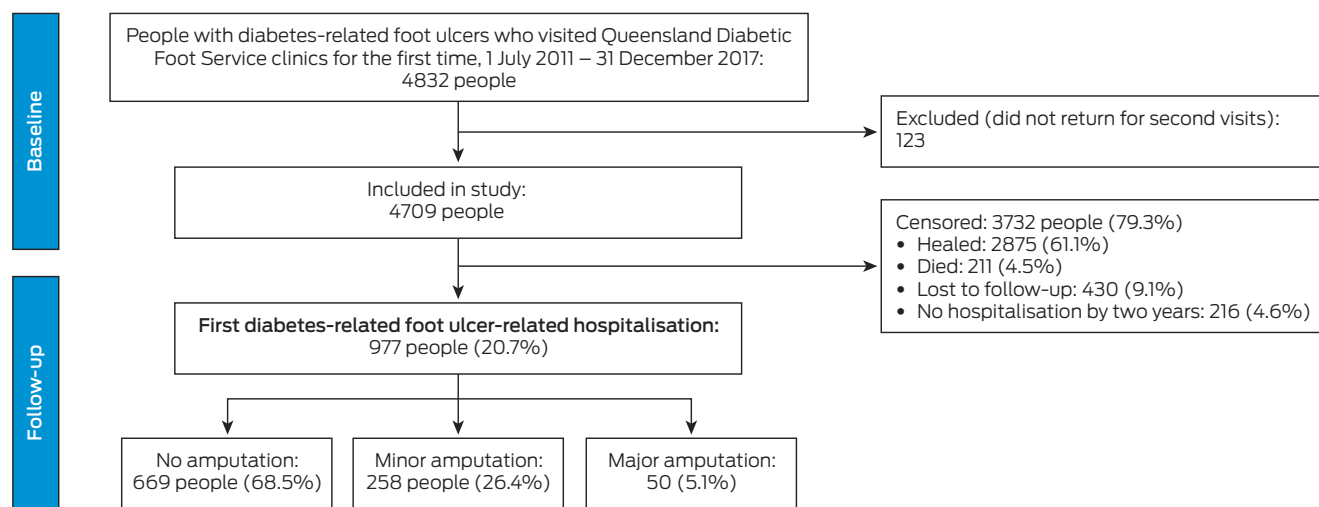 Baseline
People with diabetes-related foot ulcers who visited Queensland Diabetic
Foot Service clinics for the first time, 1 July 2011 – 31 December 2017:
4832 people
Excluded (did not return for second visits):
123
Included in study:
4709 people
Censored: 3732 people (79.3%)
• Healed: 2875 (61.1%)
• Died: 211 (4.5%)
• Lost to follow-up: 430 (9.1%)
• No hospitalisation by two years: 216 (4.6%)
Follow-up
First diabetes-related foot ulcer-related hospitalisation:
977 people (20.7%)
No amputation:
669 people (68.5%)
Minor amputation:
258 people (26.4%)
Major amputation:
50 (5.1%)